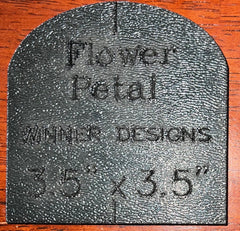 Flower
Petal
WINNER DESIGNS
3.5" x 3.5"